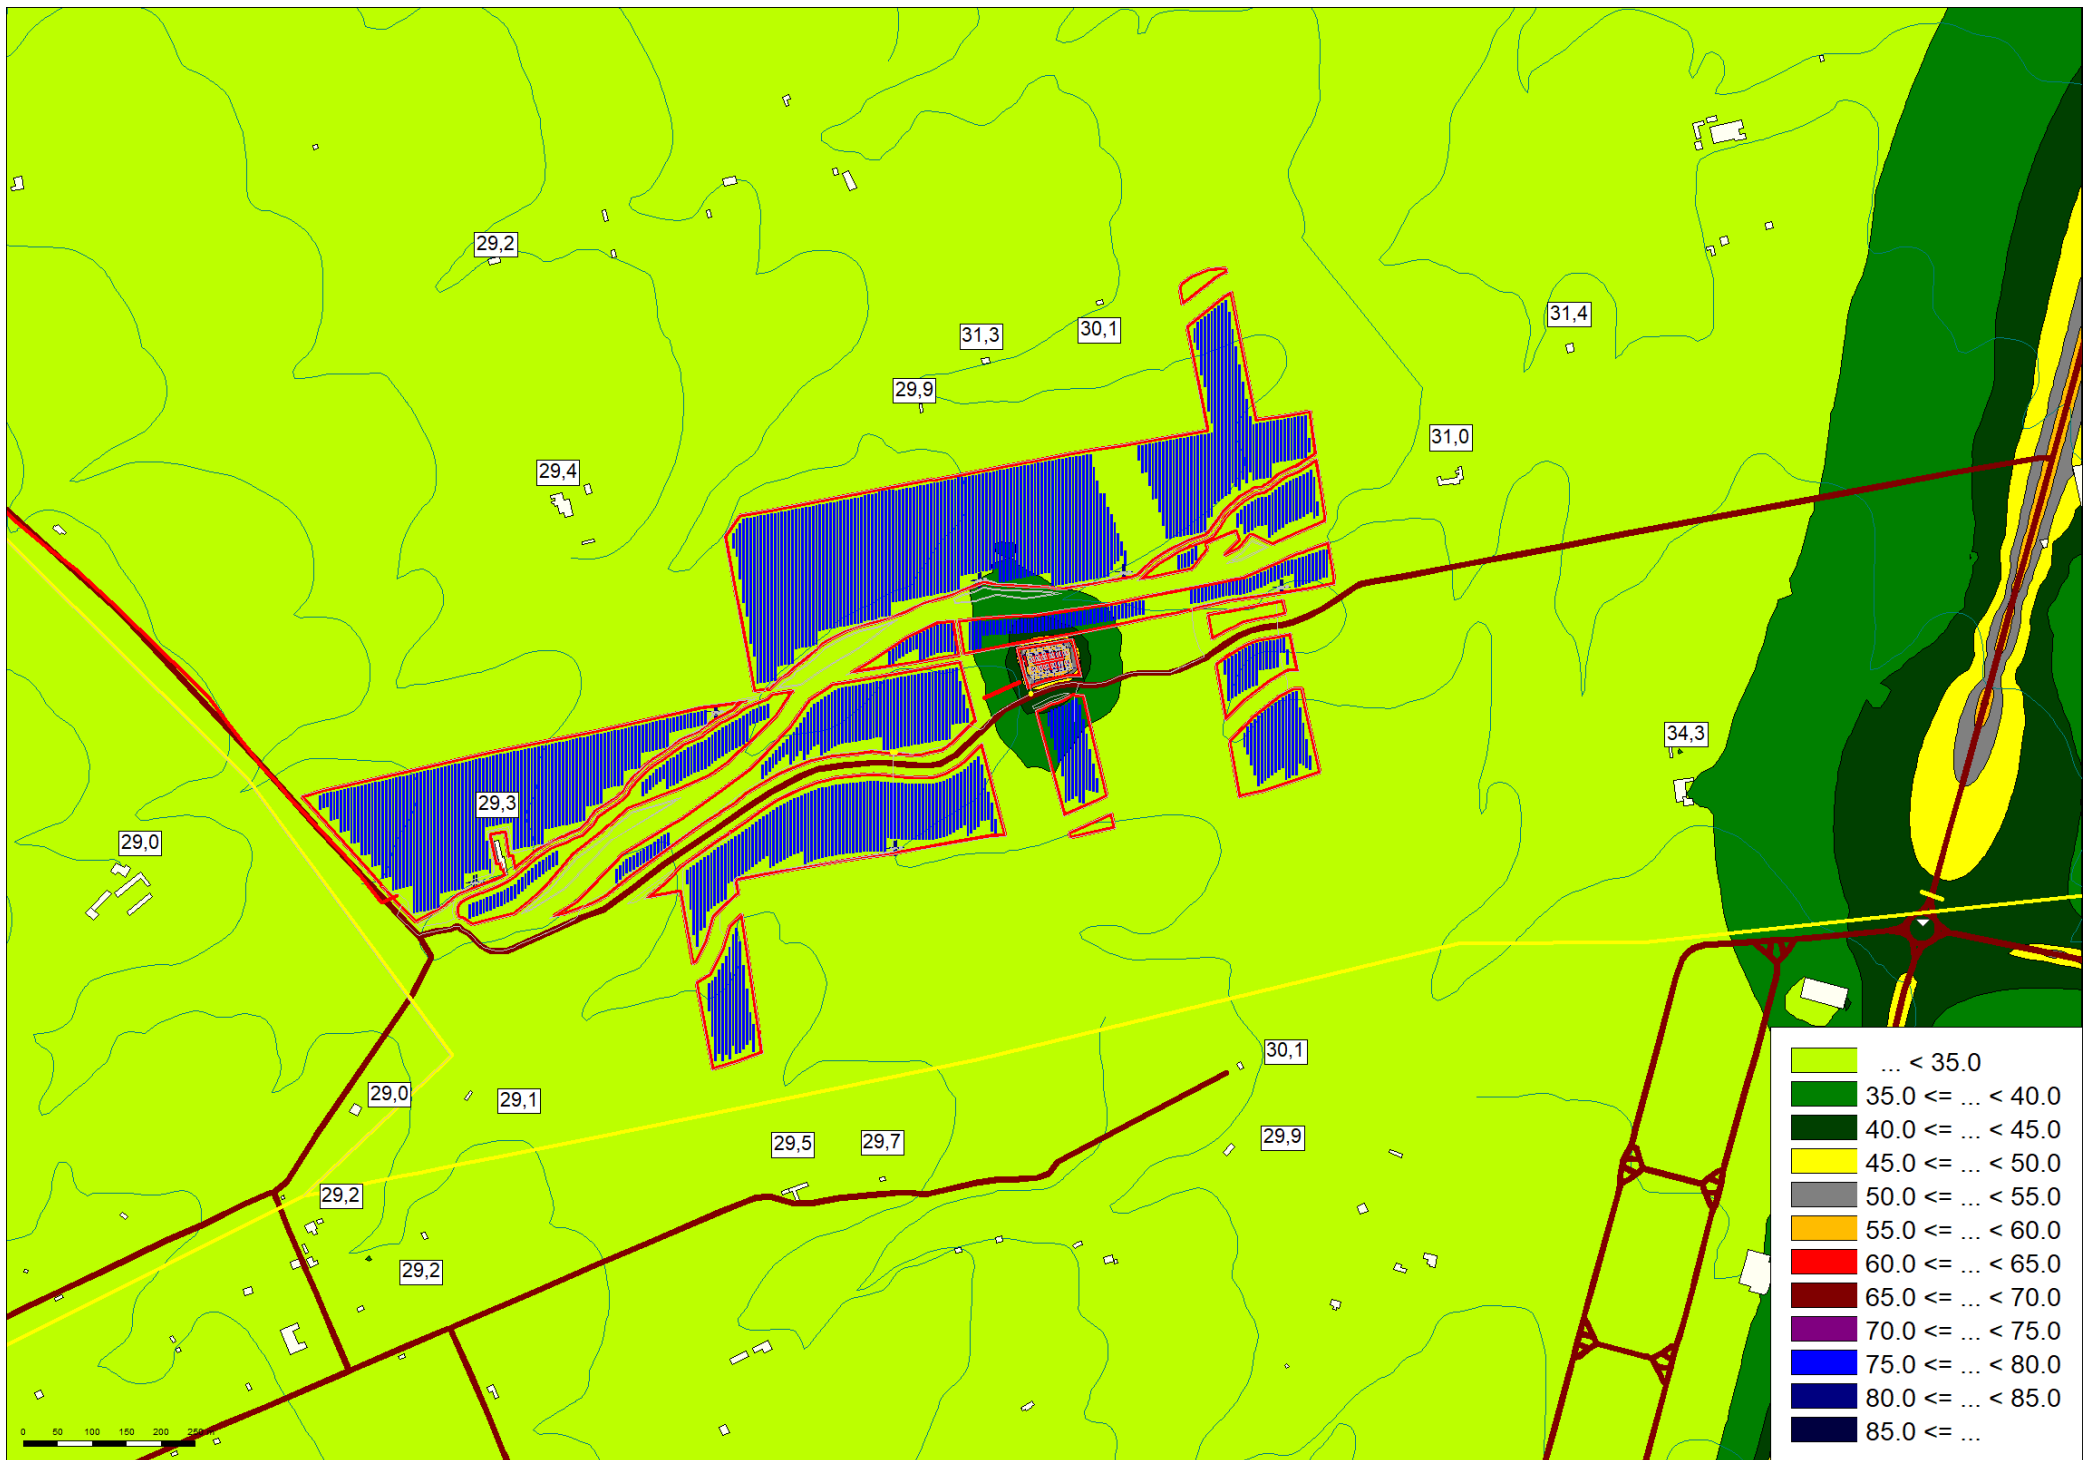 29,2
31,3
30,1
31,4
29,9
31,0
29,4
34,3
29,3
29,0
30,1
29,0
29,1
29,5
29,7
29,9
29,2
29,2
... < 35.0
35.0 <= ... < 40.0
40.0 <= ... < 45.0
45.0 <= ... < 50.0
50.0 <= ... < 55.0
55.0 <= ... < 60.0
60.0 <= ... < 65.0
65.0 <= ... < 70.0
70.0 <= ... < 75.0
75.0 <= ... < 80.0
80.0 <= ... < 85.0
85.0 <= ...
0 50 100 150 200